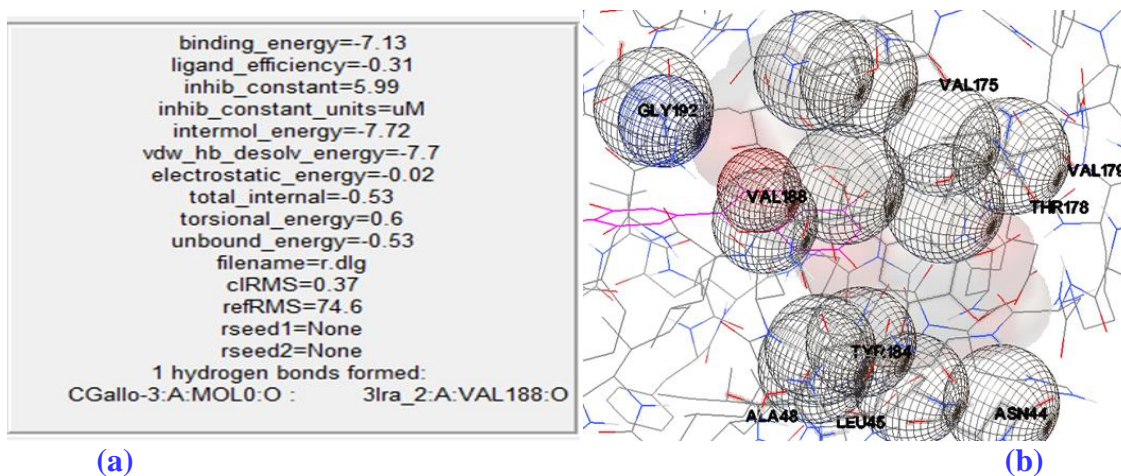 binding_energy=-7.13
ligand_efficiency=-0.31
inhib_constant=5.99
inhib_constant_units=uM
intermol_energy=-7.72
vdw_hb_desolv_energy=-7.7
electrostatic_energy=-0.02
total_internal=-0.53
torsional_energy=0.6
unbound_energy=-0.53
filename=r.dlg
clRMS=0.37
refRMS=74.6
rseed1=None
rseed2=None
1 hydrogen bonds formed:
CGallo-3:A:MOL0:O : 3lra_2:A:VAL188:O
VAL175
GLY192
VAL179
VAL188
THR178
TYR184
ALA48
LEU45
ASN44
(a)
(b)